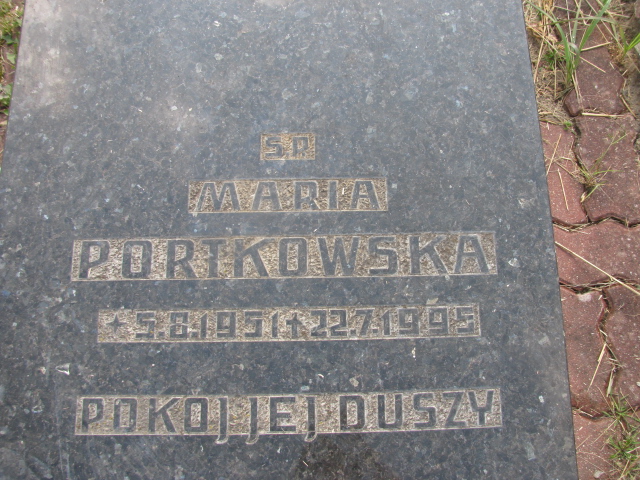 Ś.P.
MARIA
PORTKOWSKA
* 5.8.1951 † 22.7.1995
POKÓJ JEJ DUSZY